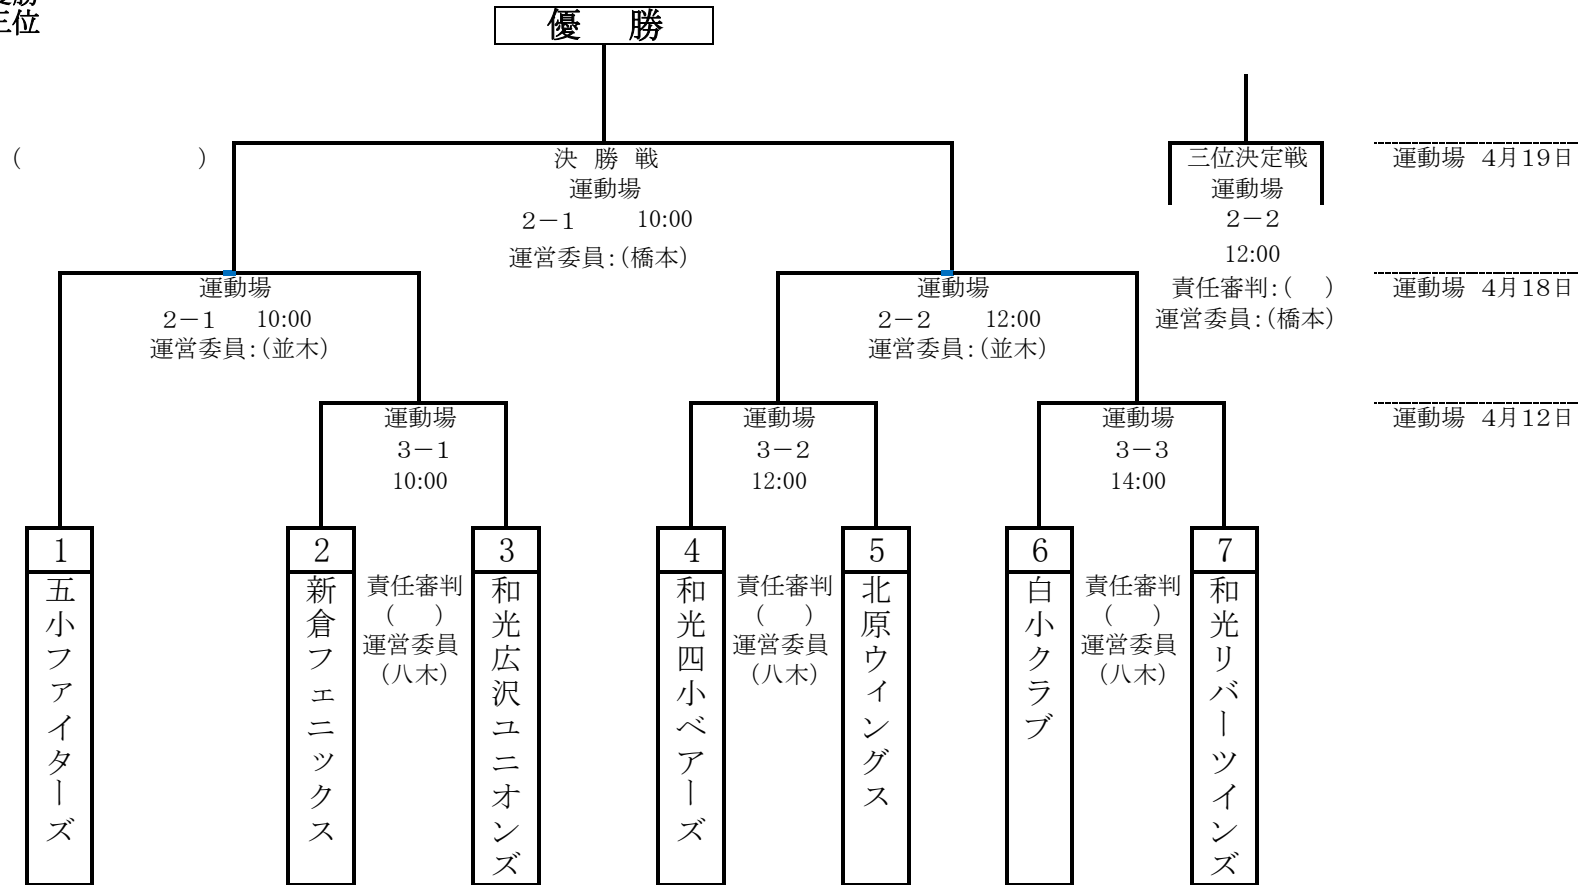 三位
優　勝
(　　　　　　　)
決 勝 戦
運動場
２－１　10:00
運営委員:(橋本)
三位決定戦
運動場
２－２
12:00
責任審判:(　)
運営委員:(橋本)
運動場 4月19日
運動場
２－１　10:00
運営委員:(並木)
運動場
２－２　12:00
運営委員:(並木)
運動場 4月18日
運動場
３－１
10:00
運動場
３－２
12:00
運動場
３－３
14:00
運動場 4月12日
1
五小ファイターズ
2
新倉フェニックス
責任審判
(　)
運営委員
(八木)
3
和光広沢ユニオンズ
4
和光四小ベアーズ
責任審判
(　)
運営委員
(八木)
5
北原ウィングス
6
白小クラブ
責任審判
(　)
運営委員
(八木)
7
和光リバーツインズ